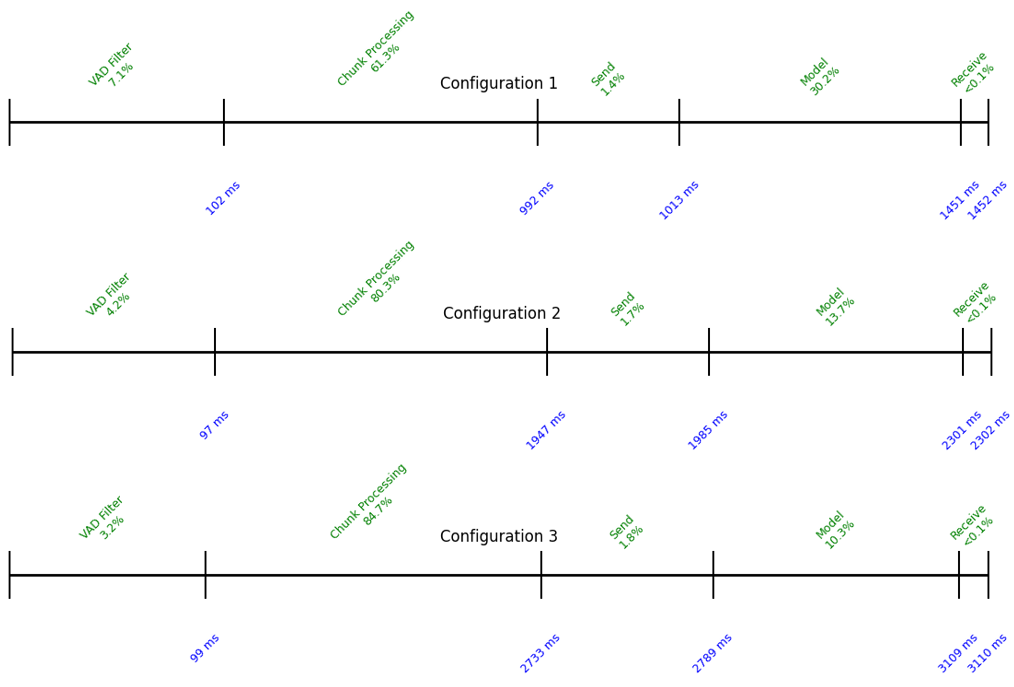 Configuration 1
VAD Filter
7.1%
Chunk Processing
61.3%
Send
1.4%
Model
30.2%
Receive
<0.1%
102 ms
992 ms
1013 ms
1451 ms
1452 ms
Configuration 2
VAD Filter
4.2%
Chunk Processing
80.3%
Send
1.7%
Model
13.7%
Receive
<0.1%
97 ms
1947 ms
1985 ms
2301 ms
2302 ms
Configuration 3
VAD Filter
3.2%
Chunk Processing
84.7%
Send
1.8%
Model
10.3%
Receive
<0.1%
99 ms
2733 ms
2789 ms
3109 ms
3110 ms